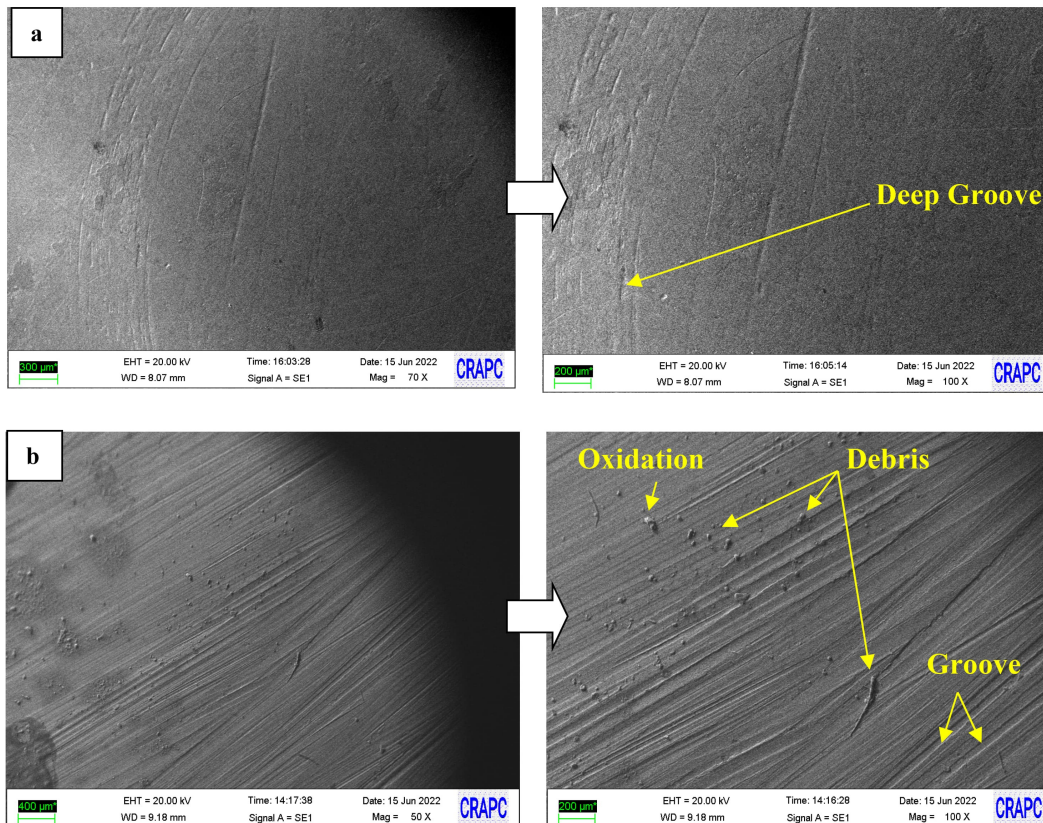 a
Deep Groove
300 µm*
EHT = 20.00 kV
Time: 16:03:28
Date: 15 Jun 2022
WD = 8.07 mm
Signal A = SE1
Mag = 70 X
CRAPC
200 µm*
EHT = 20.00 kV
Time: 16:05:14
Date: 15 Jun 2022
WD = 8.07 mm
Signal A = SE1
Mag = 100 X
CRAPC
b
Oxidation
Debris
Groove
400 µm*
EHT = 20.00 kV
Time: 14:17:38
Date: 15 Jun 2022
WD = 9.18 mm
Signal A = SE1
Mag = 50 X
CRAPC
200 µm*
EHT = 20.00 kV
Time: 14:16:28
Date: 15 Jun 2022
WD = 9.18 mm
Signal A = SE1
Mag = 100 X
CRAPC